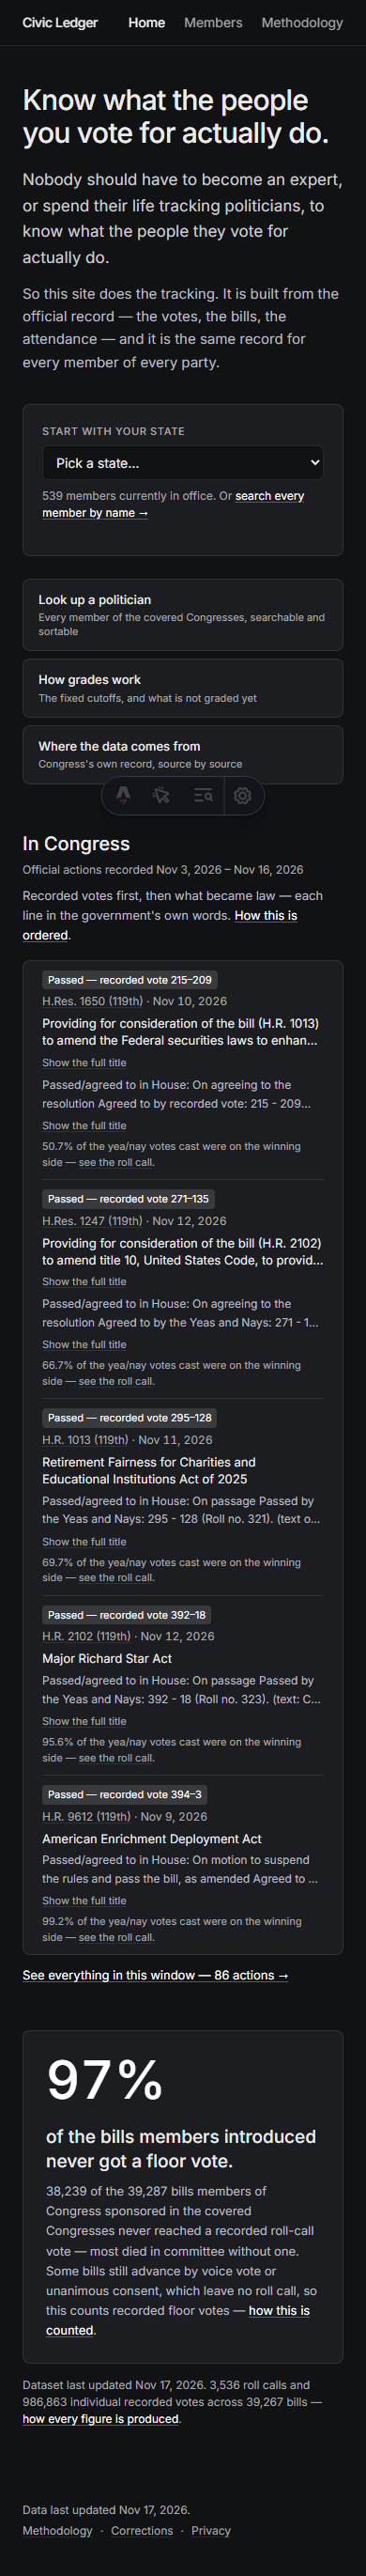 Civic Ledger Home Members Methodology
Know what the people
you vote for actually do.
Nobody should have to become an expert,
or spend their life tracking politicians, to
know what the people they vote for
actually do.
So this site does the tracking. It is built from the
official record — the votes, the bills, the
attendance — and it is the same record for
every member of every party.
START WITH YOUR STATE
Pick a state...
539 members currently in office. Or search every
member by name →
Look up a politician
Every member of the covered Congresses, searchable and
sortable
How grades work
The fixed cutoffs, and what is not graded yet
Where the data comes from
Congress's own record, source by source
In Congress
Official actions recorded Nov 3, 2026 – Nov 16, 2026
Recorded votes first, then what became law — each
line in the government's own words. How this is
ordered.
Passed — recorded vote 215–209
H.Res. 1650 (119th) · Nov 10, 2026
Providing for consideration of the bill (H.R. 1013)
to amend the Federal securities laws to enhan...
Show the full title
Passed/agreed to in House: On agreeing to the
resolution Agreed to by recorded vote: 215 - 209...
Show the full title
50.7% of the yea/nay votes cast were on the winning
side — see the roll call.
Passed — recorded vote 271–135
H.Res. 1247 (119th) · Nov 12, 2026
Providing for consideration of the bill (H.R. 2102)
to amend title 10, United States Code, to provid...
Show the full title
Passed/agreed to in House: On agreeing to the
resolution Agreed to by the Yeas and Nays: 271 - 1...
Show the full title
66.7% of the yea/nay votes cast were on the winning
side — see the roll call.
Passed — recorded vote 295–128
H.R. 1013 (119th) · Nov 11, 2026
Retirement Fairness for Charities and
Educational Institutions Act of 2025
Passed/agreed to in House: On passage Passed by
the Yeas and Nays: 295 - 128 (Roll no. 321). (text o...
Show the full title
69.7% of the yea/nay votes cast were on the winning
side — see the roll call.
Passed — recorded vote 392–18
H.R. 2102 (119th) · Nov 12, 2026
Major Richard Star Act
Passed/agreed to in House: On passage Passed by
the Yeas and Nays: 392 - 18 (Roll no. 323). (text: C...
Show the full title
95.6% of the yea/nay votes cast were on the winning
side — see the roll call.
Passed — recorded vote 394–3
H.R. 9612 (119th) · Nov 9, 2026
American Enrichment Deployment Act
Passed/agreed to in House: On motion to suspend
the rules and pass the bill, as amended Agreed to ...
Show the full title
99.2% of the yea/nay votes cast were on the winning
side — see the roll call.
See everything in this window — 86 actions →
97%
of the bills members introduced
never got a floor vote.
38,239 of the 39,287 bills members of
Congress sponsored in the covered
Congresses never reached a recorded roll-call
vote — most died in committee without one.
Some bills still advance by voice vote or
unanimous consent, which leave no roll call, so
this counts recorded floor votes — how this is
counted.
Dataset last updated Nov 17, 2026. 3,536 roll calls and
986,863 individual recorded votes across 39,267 bills —
how every figure is produced.
Data last updated Nov 17, 2026.
Methodology · Corrections · Privacy